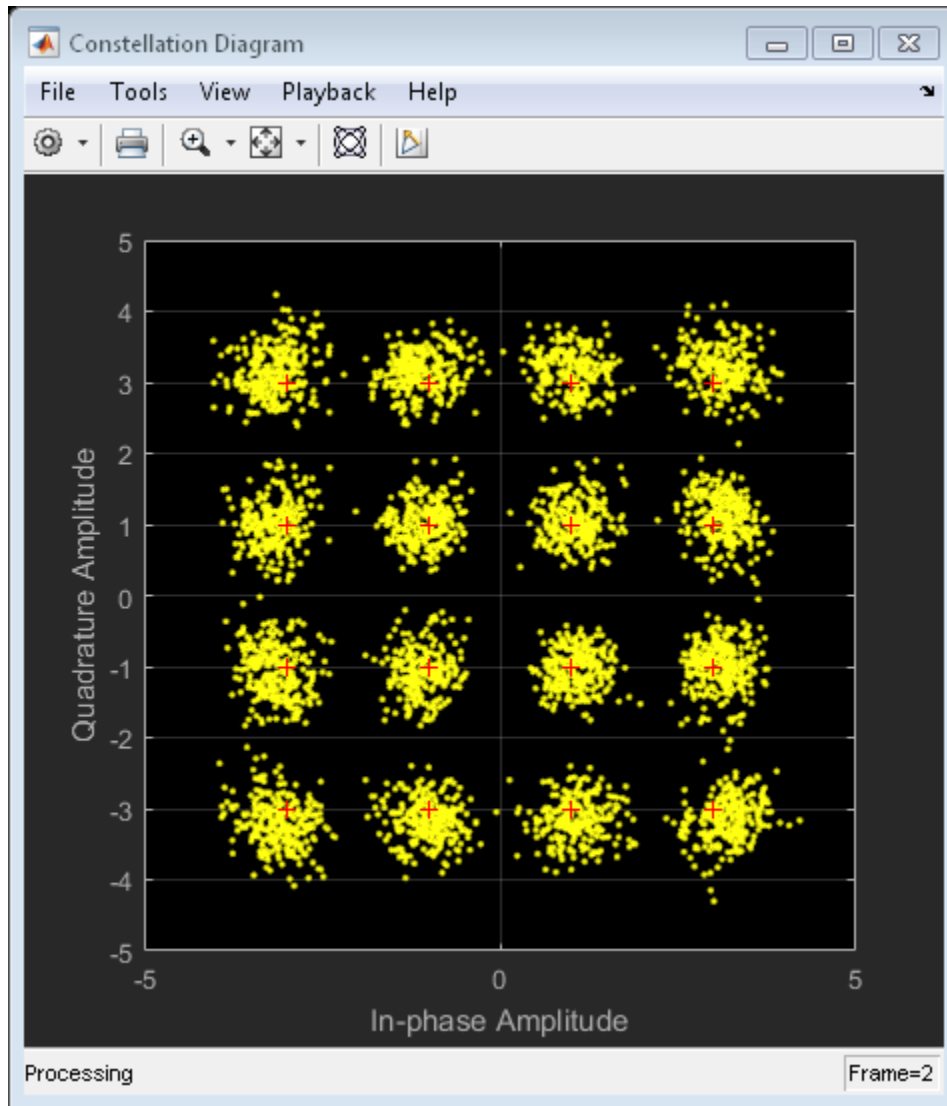 Constellation Diagram
File Tools View Playback Help
5
4
3
2
1
0
-1
-2
-3
-4
-5
Quadrature Amplitude
-5 0 5
In-phase Amplitude
Processing Frame=2